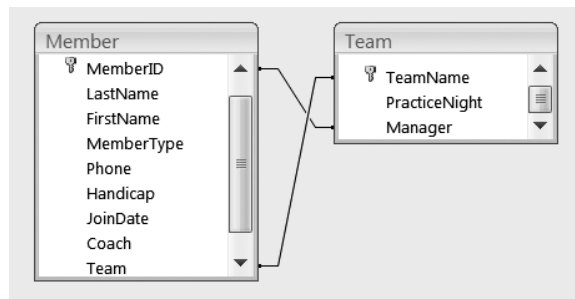 Member
MemberID
LastName
FirstName
MemberType
Phone
Handicap
JoinDate
Coach
Team
Team
TeamName
PracticeNight
Manager